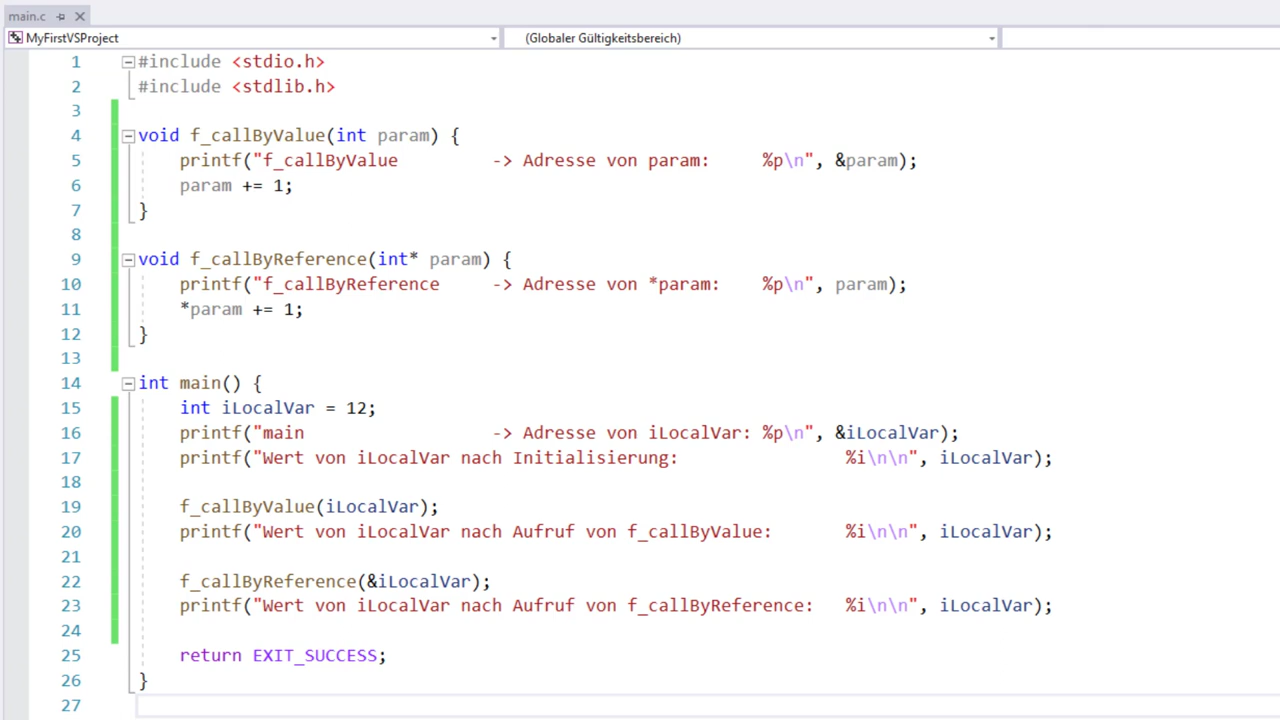 main.c
MyFirstVSProject (Globaler Gültigkeitsbereich)
1 #include <stdio.h>
2 #include <stdlib.h>
3
4 void f_callByValue(int param) {
5     printf("f_callByValue         -> Adresse von param:     %p\n", &param);
6     param += 1;
7 }
8
9 void f_callByReference(int* param) {
10     printf("f_callByReference     -> Adresse von *param:    %p\n", param);
11     *param += 1;
12 }
13
14 int main() {
15     int iLocalVar = 12;
16     printf("main                  -> Adresse von iLocalVar: %p\n", &iLocalVar);
17     printf("Wert von iLocalVar nach Initialisierung:                %i\n\n", iLocalVar);
18
19     f_callByValue(iLocalVar);
20     printf("Wert von iLocalVar nach Aufruf von f_callByValue:       %i\n\n", iLocalVar);
21
22     f_callByReference(&iLocalVar);
23     printf("Wert von iLocalVar nach Aufruf von f_callByReference:   %i\n\n", iLocalVar);
24
25     return EXIT_SUCCESS;
26 }
27